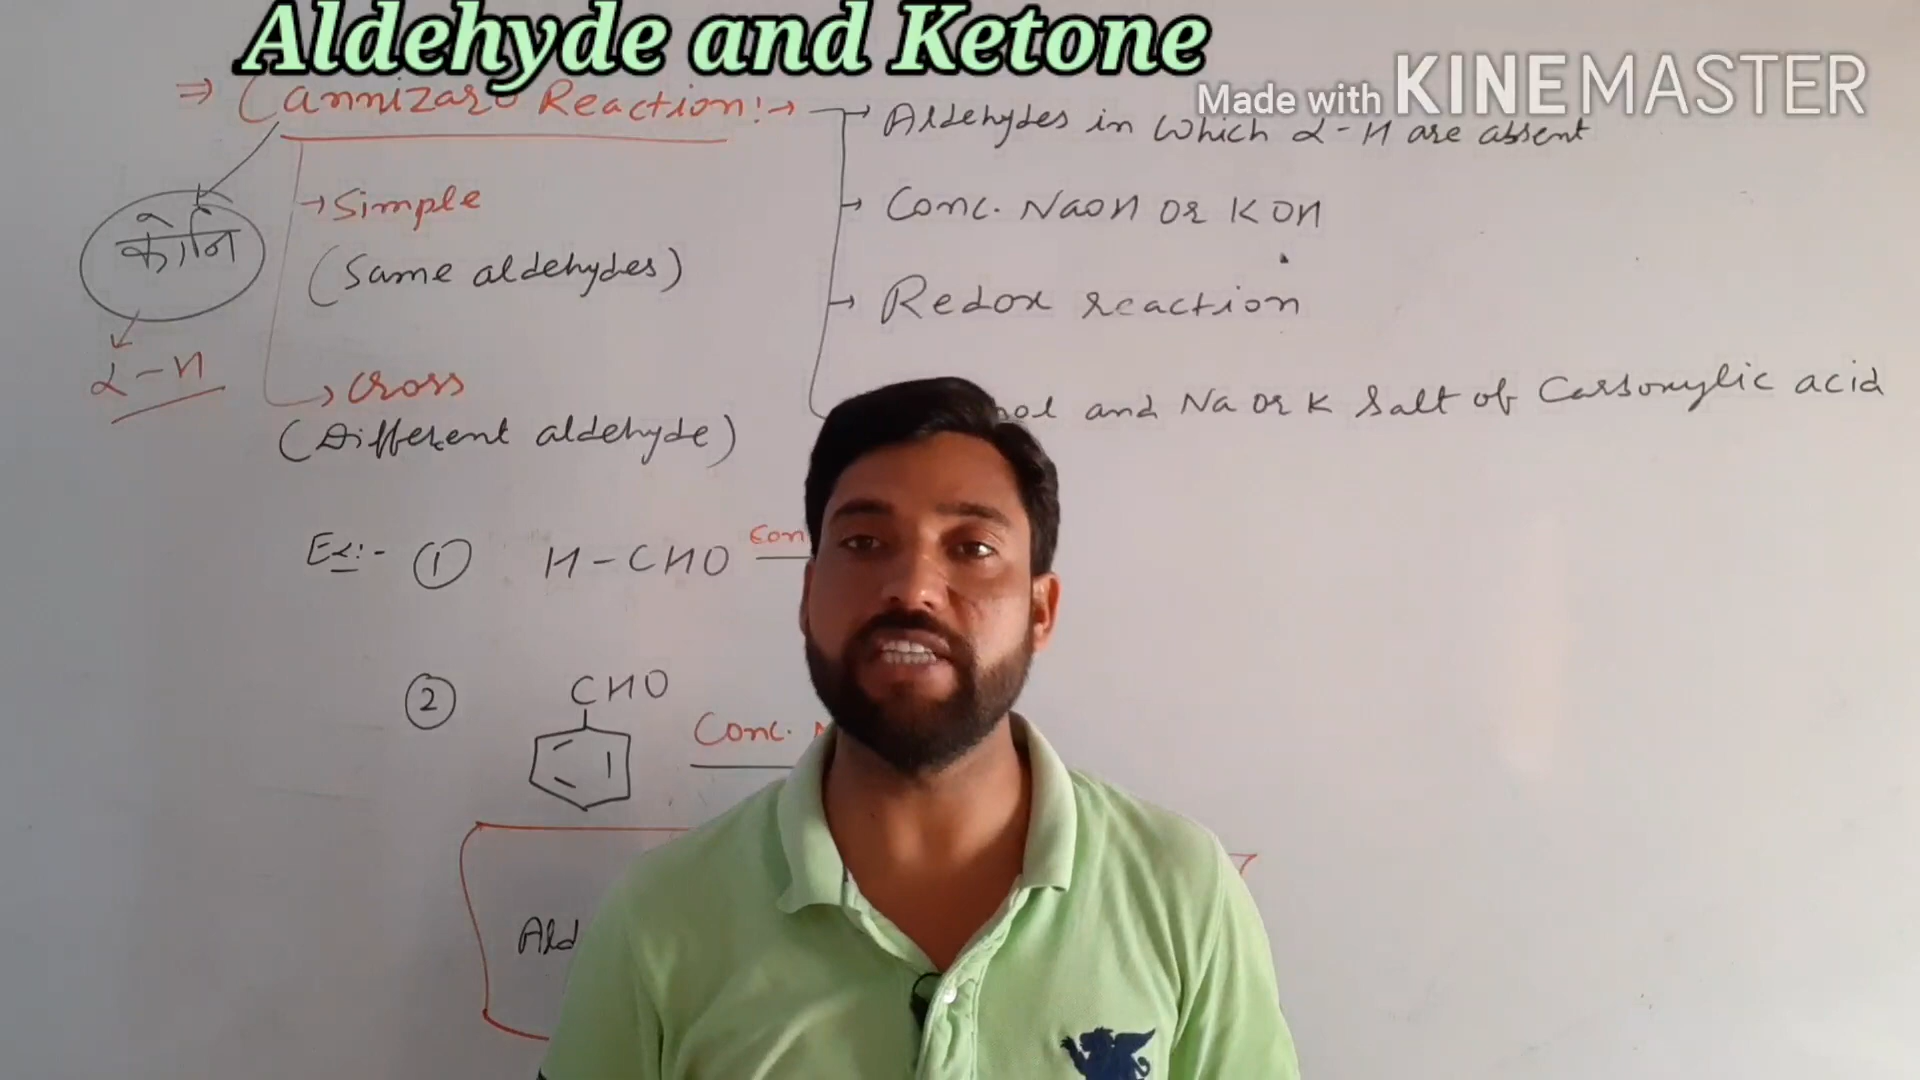 Aldehyde and Ketone
Made with KINEMASTER
⇒ Cannizaro Reaction:→
→ Aldehydes in which α-H are absent
→ Conc. NaOH or KOH
→ Redox reaction
and Na or K salt of Carboxylic acid
→ Simple
(Same aldehydes)
→ Cross
(Different aldehyde)
α-H
Ex:- ① H-CHO Con
② CHO Conc. N
Ald